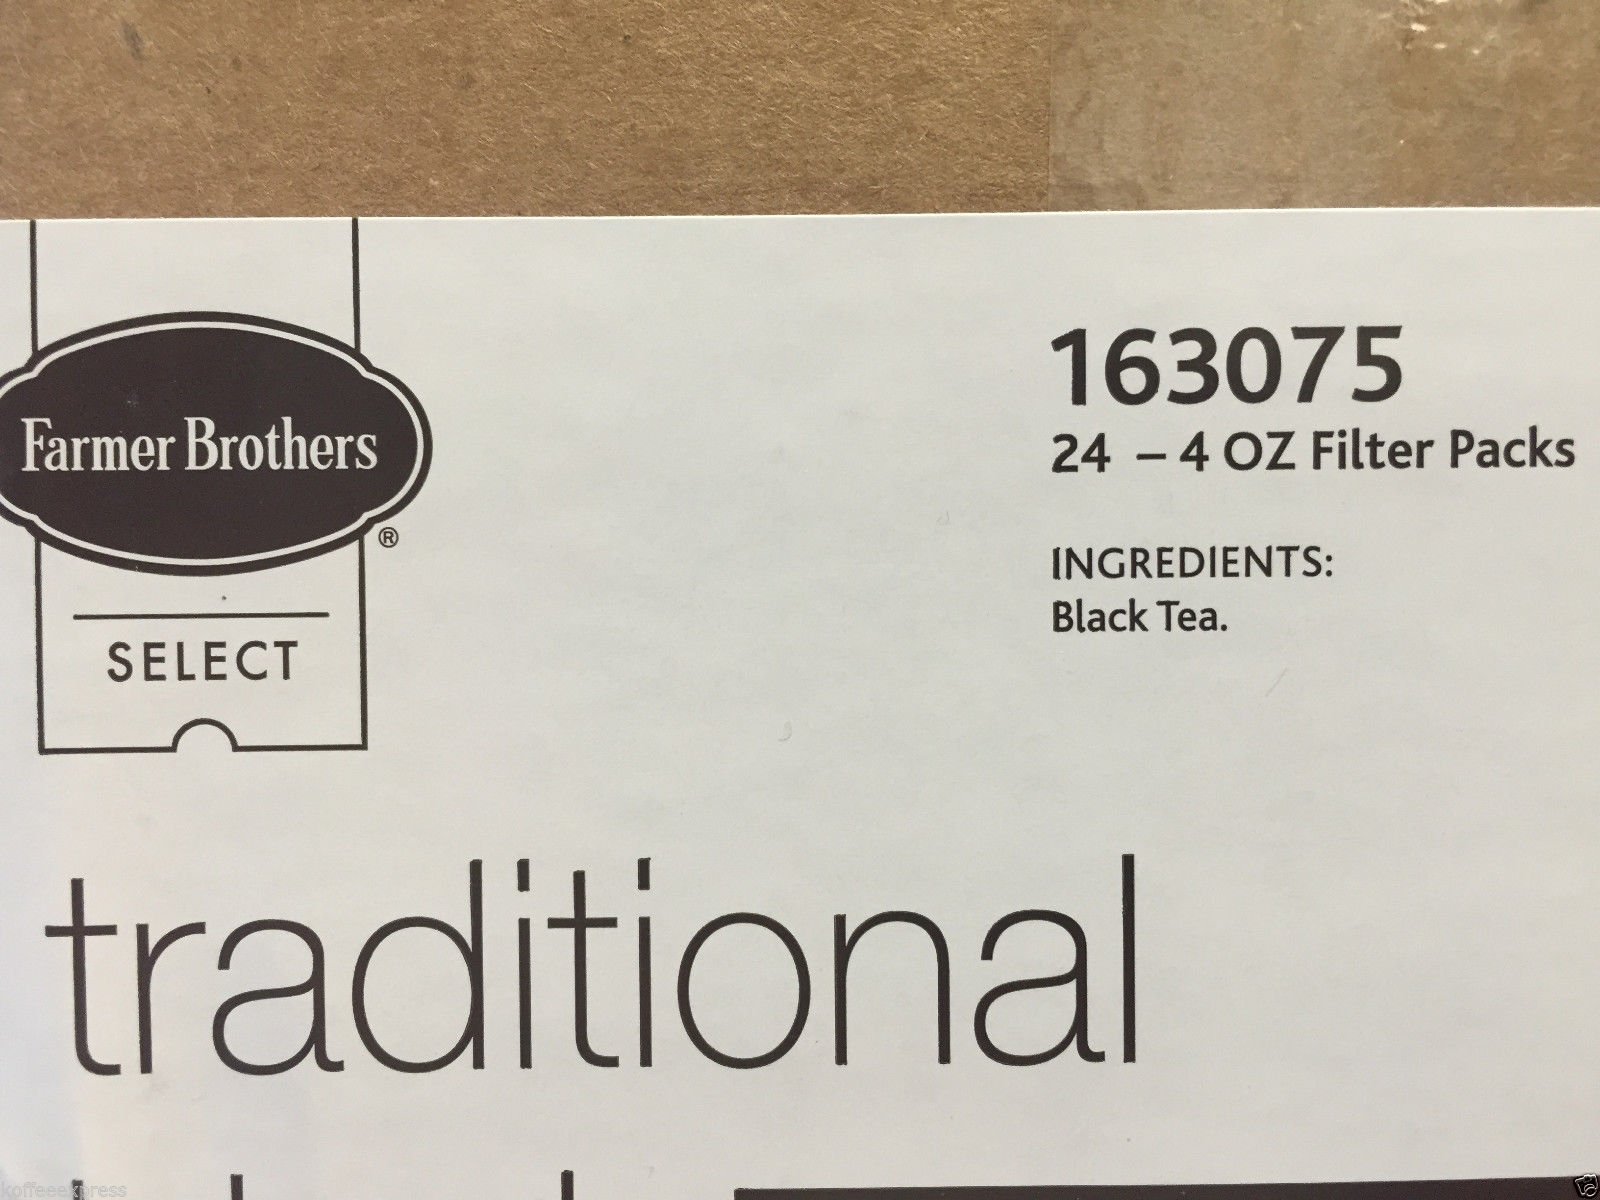 Farmer Brothers
®
SELECT
163075
24 – 4 OZ Filter Packs
INGREDIENTS:
Black Tea.
traditional
koffeeexpress